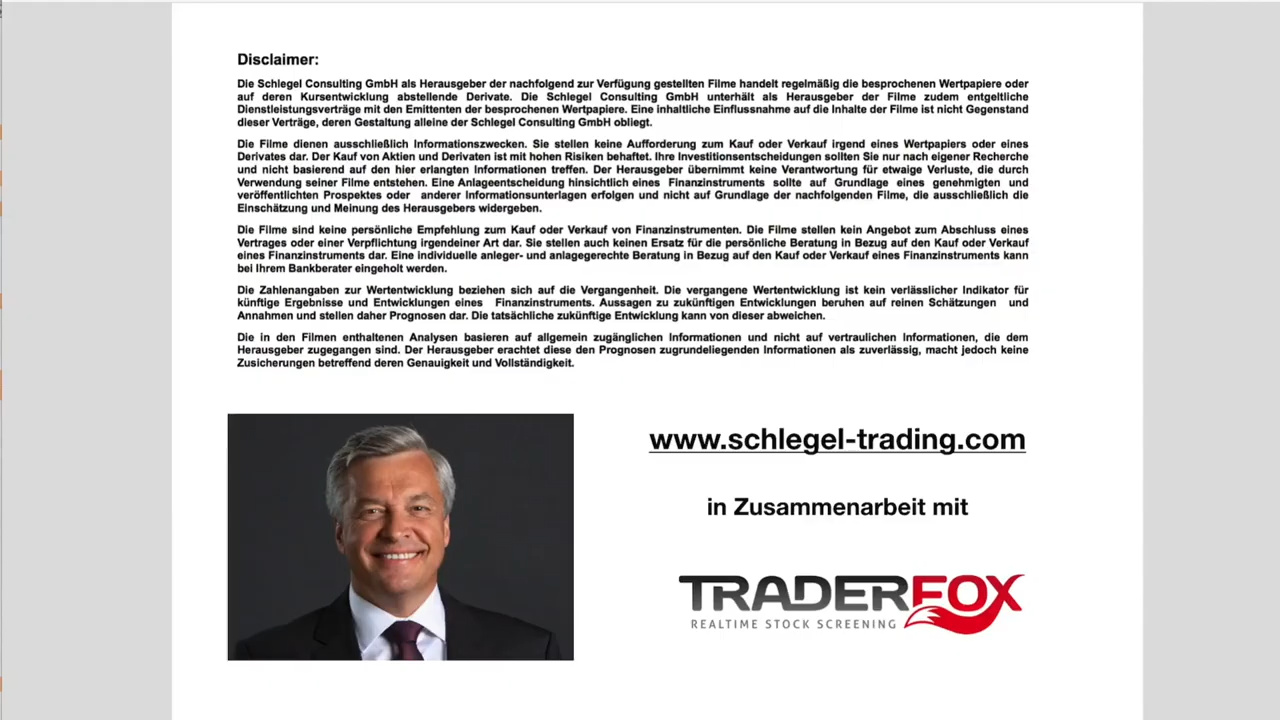 Disclaimer:
Die Schlegel Consulting GmbH als Herausgeber der nachfolgend zur Verfügung gestellten Filme handelt regelmäßig die besprochenen Wertpapiere oder
auf deren Kursentwicklung abstellende Derivate. Die Schlegel Consulting GmbH unterhält als Herausgeber der Filme zudem entgeltliche
Dienstleistungsverträge mit den Emittenten der besprochenen Wertpapiere. Eine inhaltliche Einflussnahme auf die Inhalte der Filme ist nicht Gegenstand
dieser Verträge, deren Gestaltung alleine der Schlegel Consulting GmbH obliegt.
Die Filme dienen ausschließlich Informationszwecken. Sie stellen keine Aufforderung zum Kauf oder Verkauf irgend eines Wertpapiers oder eines
Derivates dar. Der Kauf von Aktien und Derivaten ist mit hohen Risiken behaftet. Ihre Investitionsentscheidungen sollten Sie nur nach eigener Recherche
und nicht basierend auf den hier erlangten Informationen treffen. Der Herausgeber übernimmt keine Verantwortung für etwaige Verluste, die durch
Verwendung seiner Filme entstehen. Eine Anlageentscheidung hinsichtlich eines Finanzinstruments sollte auf Grundlage eines genehmigten und
veröffentlichten Prospektes oder anderer Informationsunterlagen erfolgen und nicht auf Grundlage der nachfolgenden Filme, die ausschließlich die
Einschätzung und Meinung des Herausgebers widergeben.
Die Filme sind keine persönliche Empfehlung zum Kauf oder Verkauf von Finanzinstrumenten. Die Filme stellen kein Angebot zum Abschluss eines
Vertrages oder einer Verpflichtung irgendeiner Art dar. Sie stellen auch keinen Ersatz für die persönliche Beratung in Bezug auf den Kauf oder Verkauf
eines Finanzinstruments dar. Eine individuelle anleger- und anlagegerechte Beratung in Bezug auf den Kauf oder Verkauf eines Finanzinstruments kann
bei Ihrem Bankberater eingeholt werden.
Die Zahlenangaben zur Wertentwicklung beziehen sich auf die Vergangenheit. Die vergangene Wertentwicklung ist kein verlässlicher Indikator für
künftige Ergebnisse und Entwicklungen eines Finanzinstruments. Aussagen zu zukünftigen Entwicklungen beruhen auf reinen Schätzungen und
Annahmen und stellen daher Prognosen dar. Die tatsächliche zukünftige Entwicklung kann von dieser abweichen.
Die in den Filmen enthaltenen Analysen basieren auf allgemein zugänglichen Informationen und nicht auf vertraulichen Informationen, die dem
Herausgeber zugegangen sind. Der Herausgeber erachtet diese den Prognosen zugrundeliegenden Informationen als zuverlässig, macht jedoch keine
Zusicherungen betreffend deren Genauigkeit und Vollständigkeit.
www.schlegel-trading.com
in Zusammenarbeit mit
TRADERFOX
REALTIME STOCK SCREENING